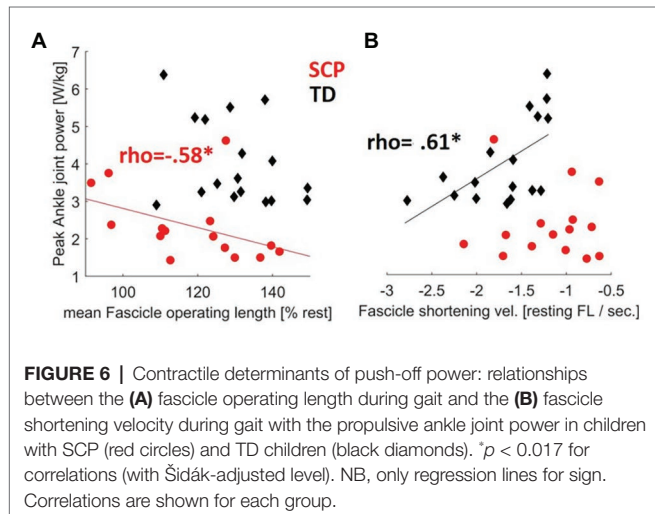 A
B
Peak Ankle joint power [W/kg]
7
6
5
4
3
2
1
SCP
TD
rho=-.58*
rho= .61*
100
120
140
mean Fascicle operating length [% rest]
-3
-2.5
-2
-1.5
-1
-0.5
Fascicle shortening vel. [resting FL / sec.]
FIGURE 6 | Contractile determinants of push-off power: relationships
between the (A) fascicle operating length during gait and the (B) fascicle
shortening velocity during gait with the propulsive ankle joint power in children
with SCP (red circles) and TD children (black diamonds). *p < 0.017 for
correlations (with Šidák-adjusted level). NB, only regression lines for sign.
Correlations are shown for each group.